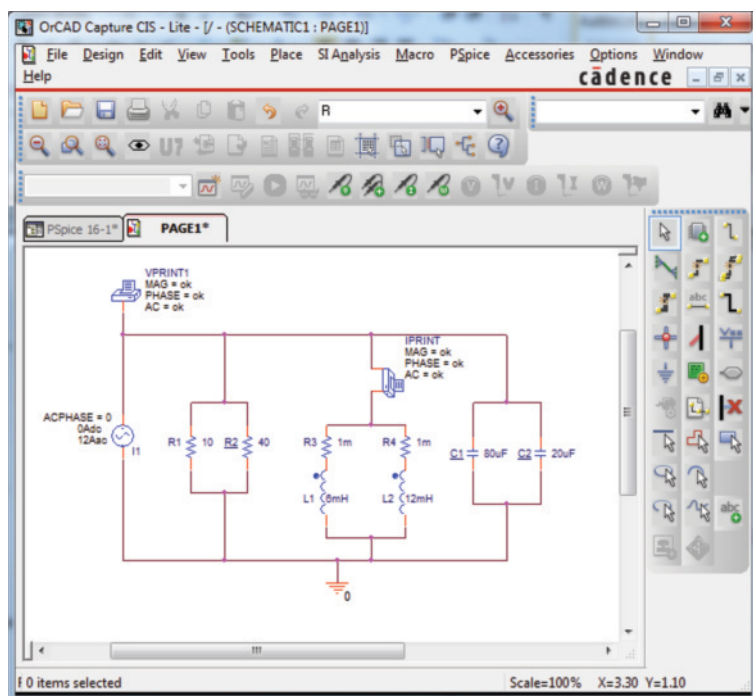 OrCAD Capture CIS - Lite - [/ - (SCHEMATIC1 : PAGE1)]
File Design Edit View Tools Place SI Analysis Macro PSpice Accessories Options Window
Help
cādence
R
U?
V V I I W
PSpice 16-1*
PAGE1*
abc
VPRINT1
MAG = ok
PHASE = ok
AC = ok
IPRINT
MAG = ok
PHASE = ok
AC = ok
ACPHASE = 0
0Adc
12Aac
I1
R1 10 R2 40
R3 1m R4 1m
C1 80uF C2 20uF
L1 6mH L2 12mH
0
abc
0 items selected
Scale=100% X=3.30 Y=1.10